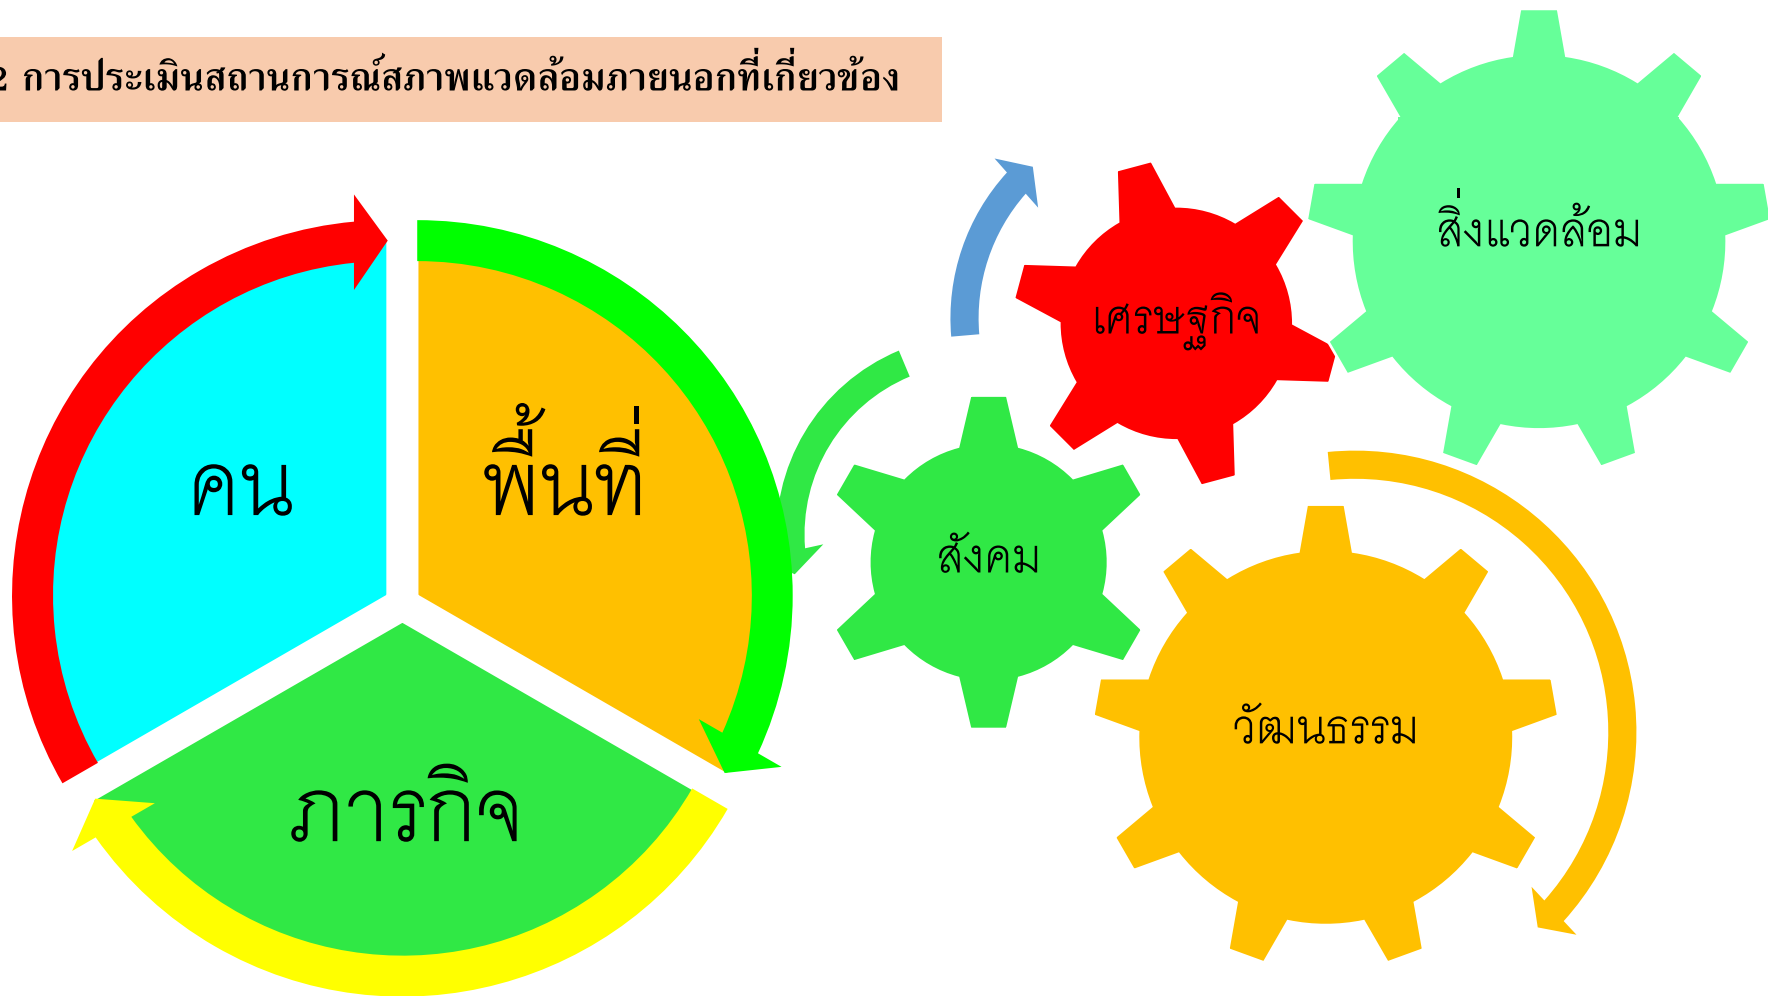 2 การประเมินสถานการณ์สภาพแวดล้อมภายนอกที่เกี่ยวข้อง
คน
พื้นที่
ภารกิจ
สิ่งแวดล้อม
เศรษฐกิจ
สังคม
วัฒนธรรม